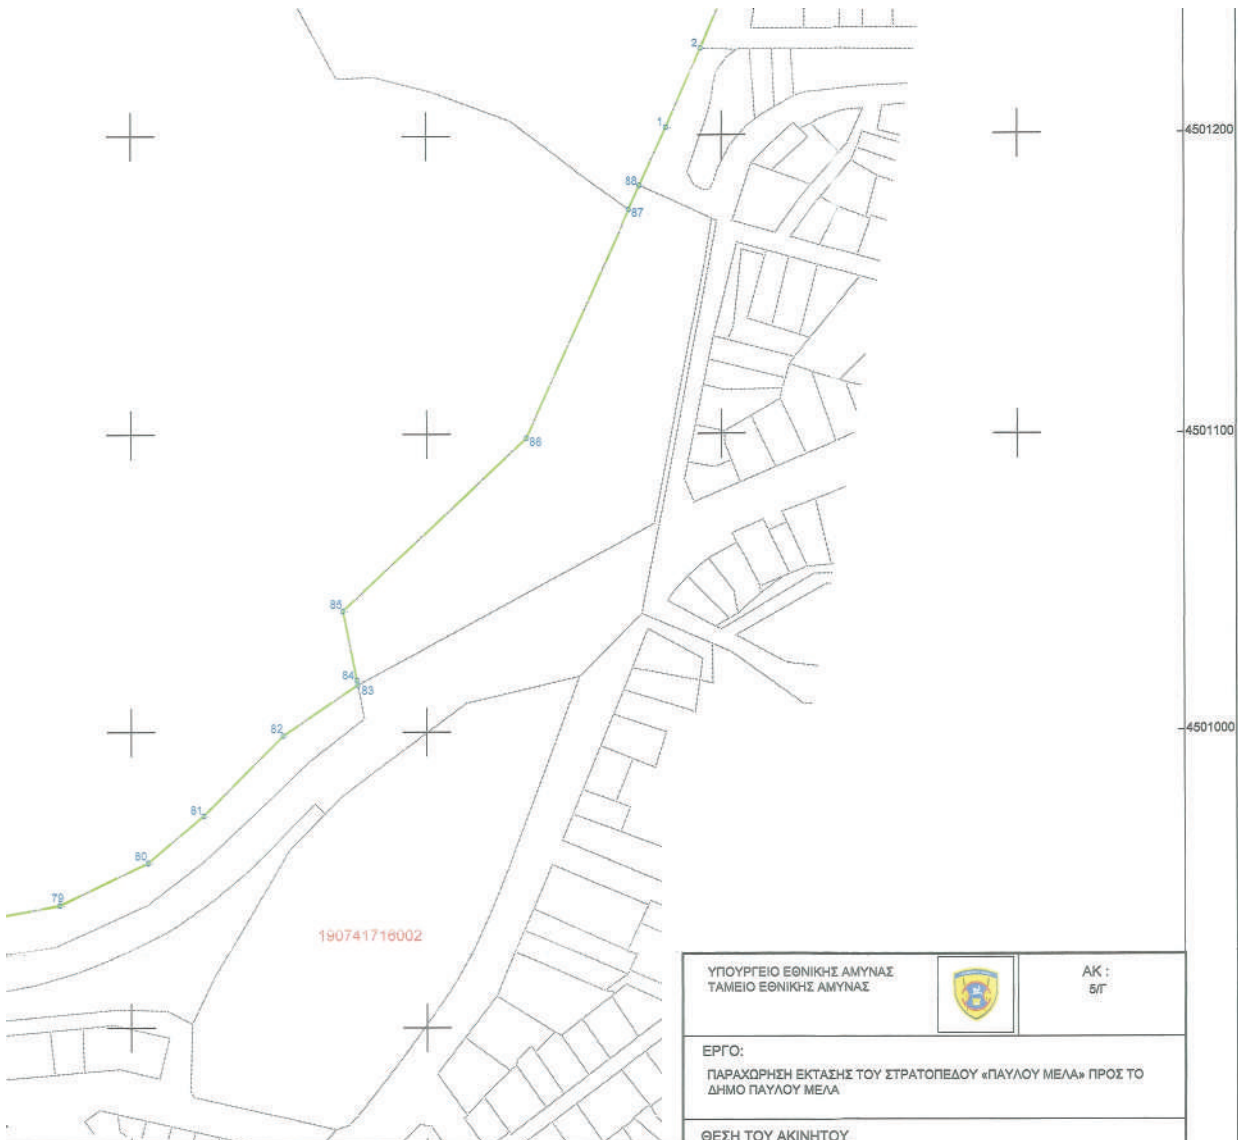 2
1
4501200
88
87
4501100
86
85
84
83
82
4501000
81
80
79
190741716002
ΥΠΟΥΡΓΕΙΟ ΕΘΝΙΚΗΣ ΑΜΥΝΑΣ
ΤΑΜΕΙΟ ΕΘΝΙΚΗΣ ΑΜΥΝΑΣ
ΑΚ :
5/Γ
ΕΡΓΟ:
ΠΑΡΑΧΩΡΗΣΗ ΕΚΤΑΣΗΣ ΤΟΥ ΣΤΡΑΤΟΠΕΔΟΥ «ΠΑΥΛΟΥ ΜΕΛΑ» ΠΡΟΣ ΤΟ
ΔΗΜΟ ΠΑΥΛΟΥ ΜΕΛΑ
ΘΕΣΗ ΤΟΥ ΑΚΙΝΗΤΟΥ